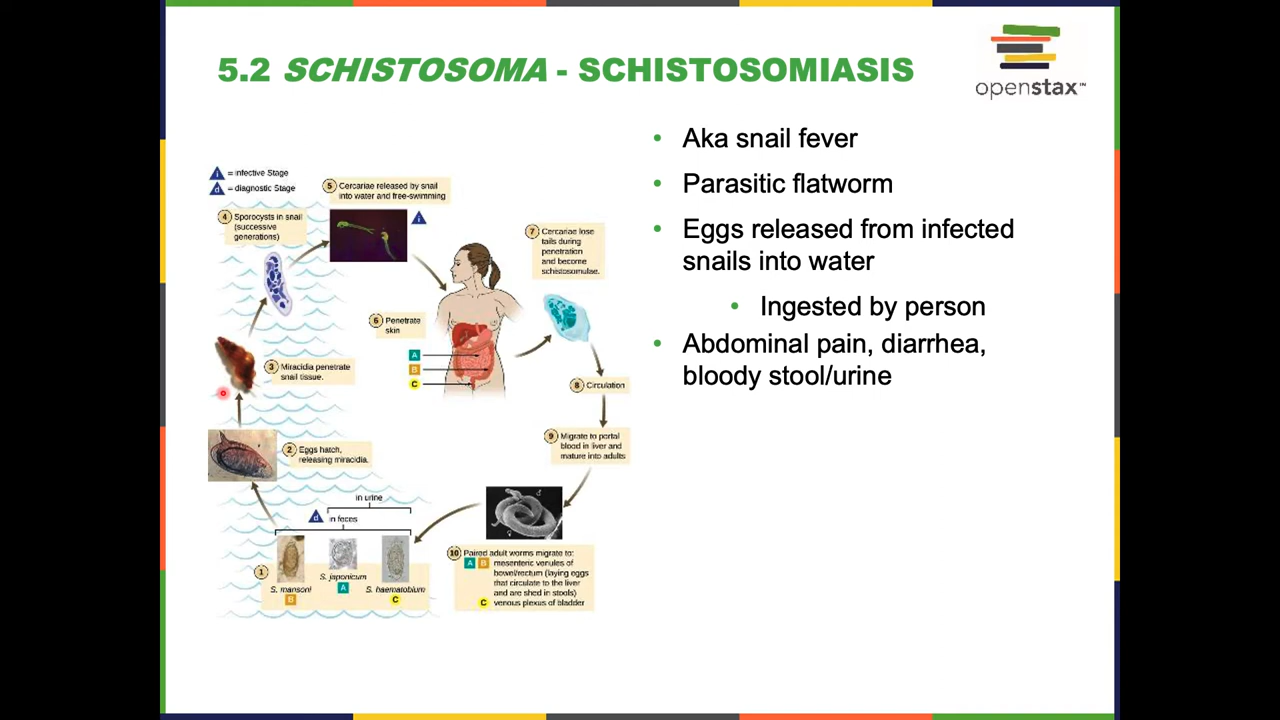 5.2 SCHISTOSOMA - SCHISTOSOMIASIS
openstax™
• Aka snail fever
• Parasitic flatworm
• Eggs released from infected
snails into water
• Ingested by person
• Abdominal pain, diarrhea,
bloody stool/urine
i = infective Stage
d = diagnostic Stage
5 Cercariae released by snail
into water and free-swimming
i
4 Sporocysts in snail
(successive
generations)
7 Cercariae lose
tails during
penetration
and become
schistosomulae.
6 Penetrate
skin
A
B
C
3 Miracidia penetrate
snail tissue.
8 Circulation
9 Migrate to portal
blood in liver and
mature into adults
2 Eggs hatch,
releasing miracidia.
in urine
d in feces
♂
♀
1
S. mansoni
B
S. japonicum
A
S. haematobium
C
10 Paired adult worms migrate to:
A B mesenteric venules of
bowel/rectum (laying eggs
that circulate to the liver
and are shed in stools)
C venous plexus of bladder